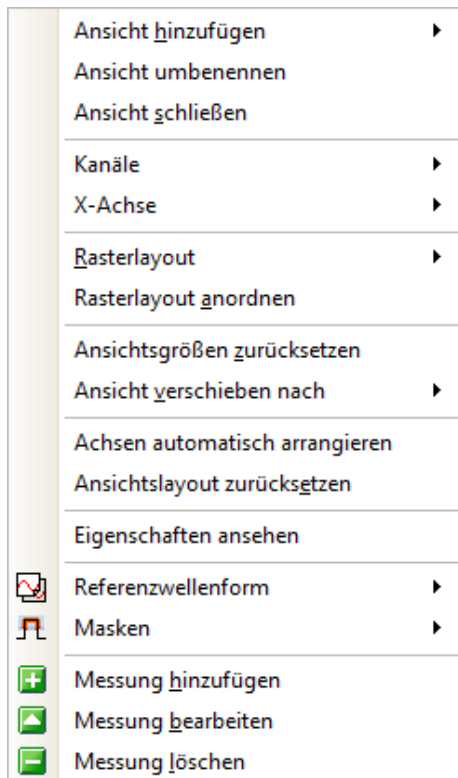 Ansicht hinzufügen
Ansicht umbenennen
Ansicht schließen
Kanäle
X-Achse
Rasterlayout
Rasterlayout anordnen
Ansichtsgrößen zurücksetzen
Ansicht verschieben nach
Achsen automatisch arrangieren
Ansichtslayout zurücksetzen
Eigenschaften ansehen
Referenzwellenform
Masken
Messung hinzufügen
Messung bearbeiten
Messung löschen